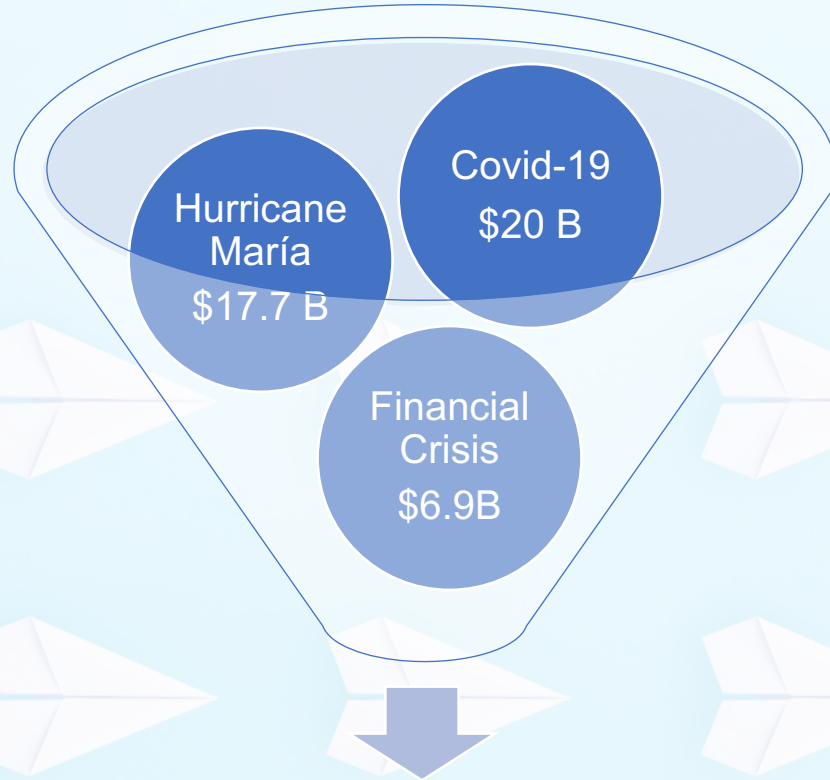 Hurricane
María
$17.7 B
Covid-19
$20 B
Financial
Crisis
$6.9B